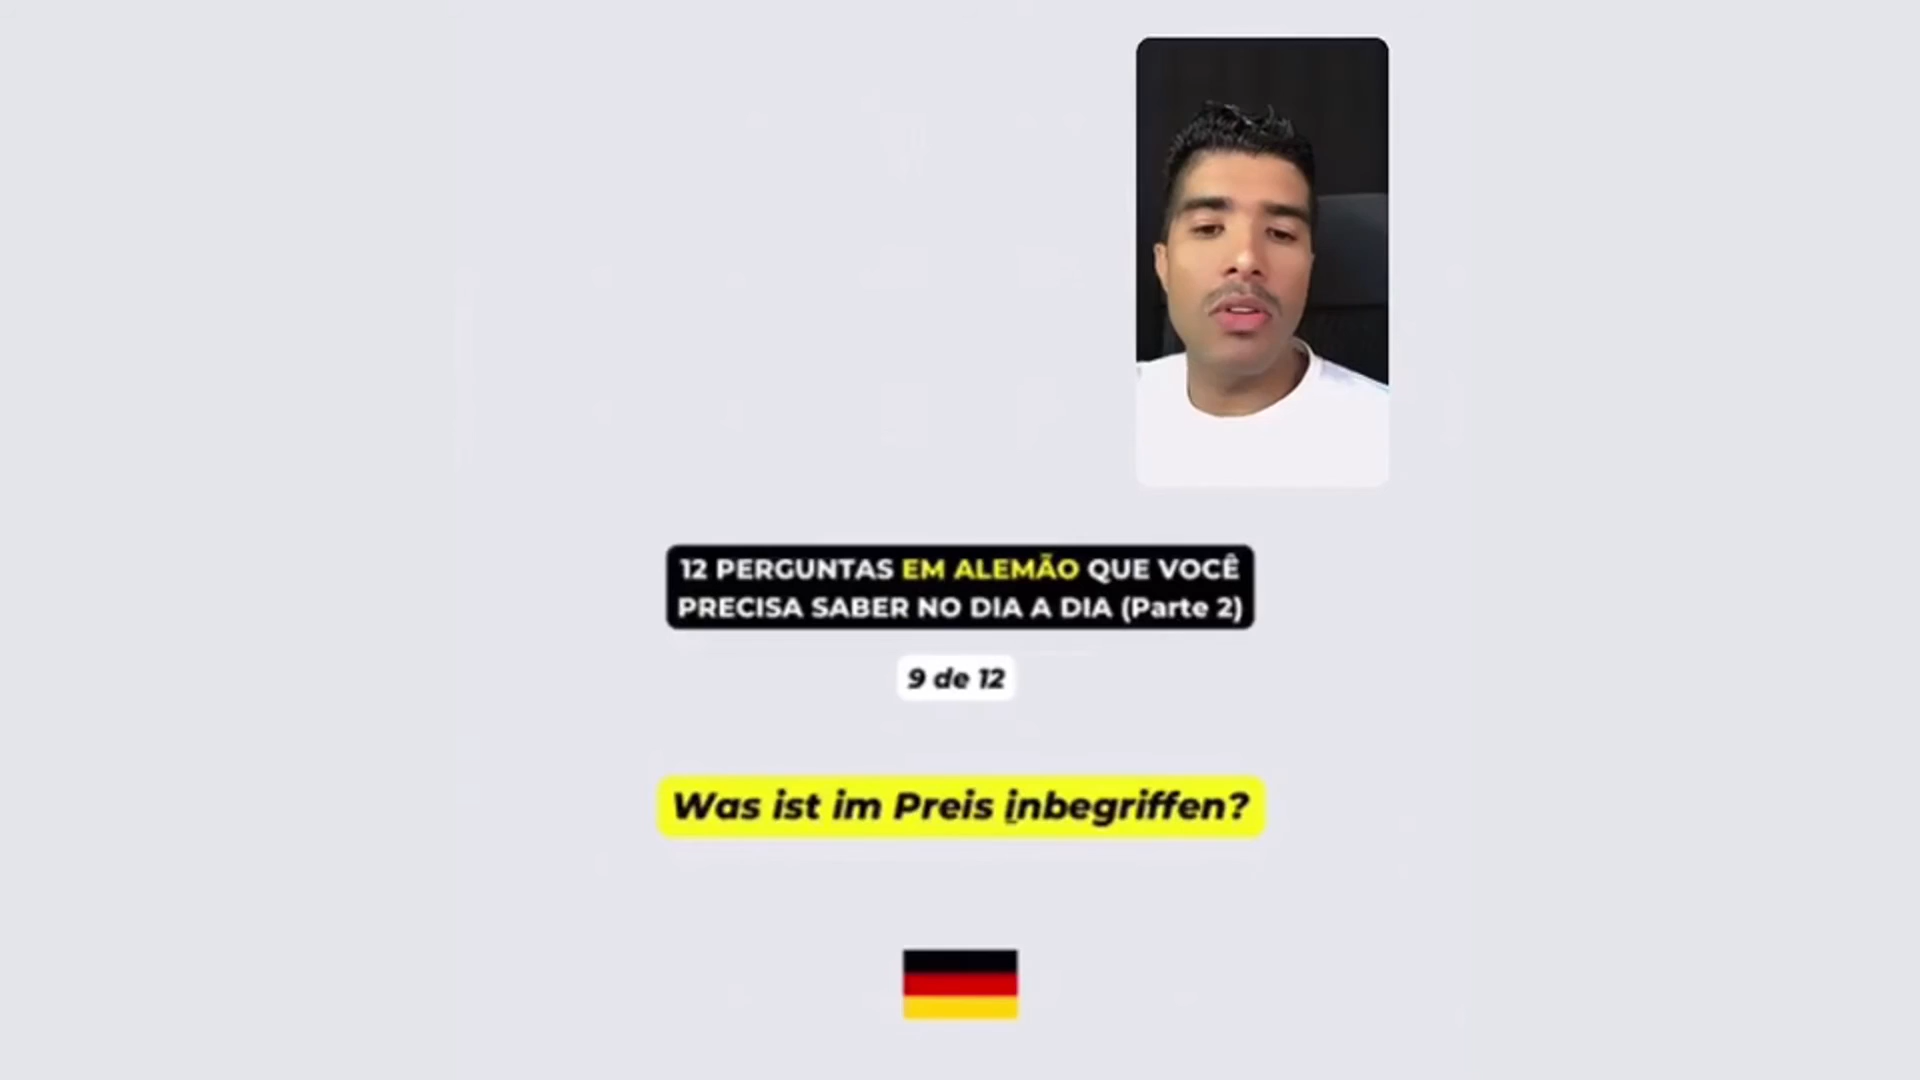 12 PERGUNTAS EM ALEMÃO QUE VOCÊ
PRECISA SABER NO DIA A DIA (Parte 2)
9 de 12
Was ist im Preis inbegriffen?